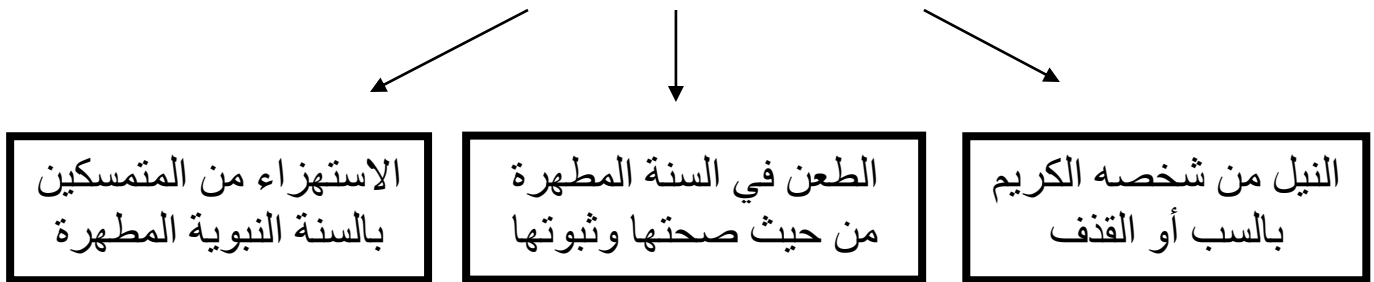 النيل من شخصه الكريم
بالسب أو القذف
الطعن في السنة المطهرة
من حيث صحتها وثبوتها
الاستهزاء من المتمسكين
بالسنة النبوية المطهرة